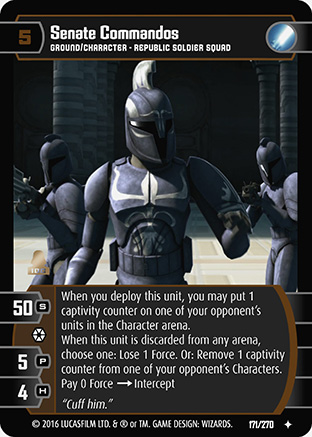 5 Senate Commandos
GROUND/CHARACTER - REPUBLIC SOLDIER SQUAD
50 S
5 P
4 H
When you deploy this unit, you may put 1
captivity counter on one of your opponent's
units in the Character arena.
When this unit is discarded from any arena,
choose one: Lose 1 Force. Or: Remove 1 captivity
counter from one of your opponent's Characters.
Pay 0 Force → Intercept
"Cuff him."
© 2016 LUCASFILM LTD. & ® OR TM. GAME DESIGN: WIZARDS. 171/270